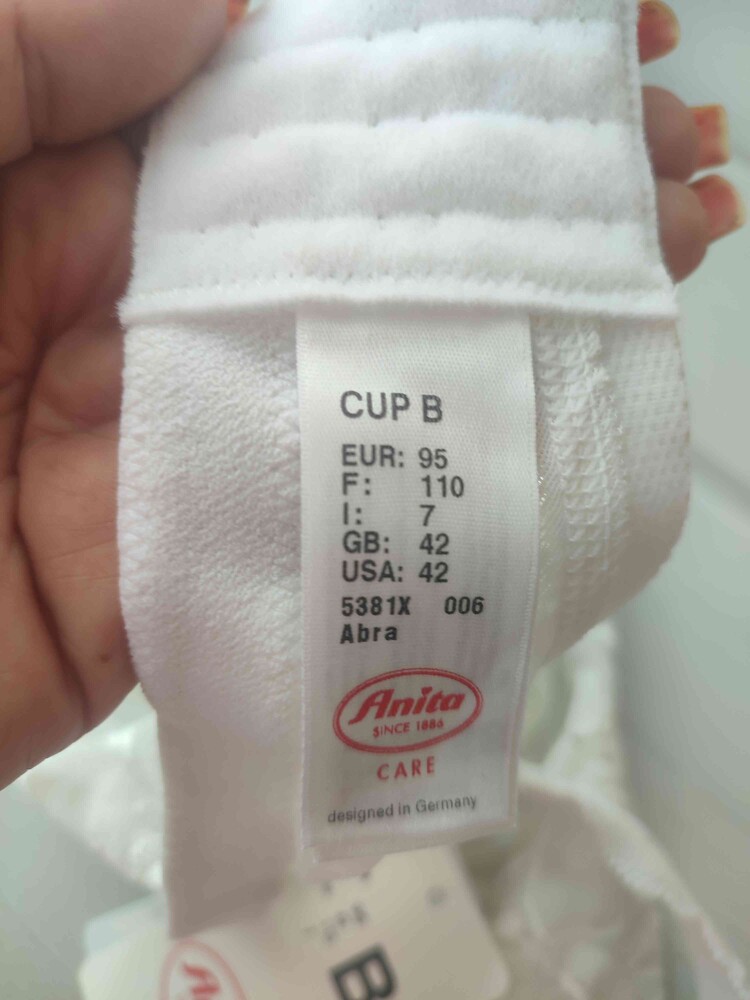 CUP B
EUR: 95
F: 110
I: 7
GB: 42
USA: 42
5381X 006
Abra
Anita
SINCE 1886
CARE
designed in Germany
B